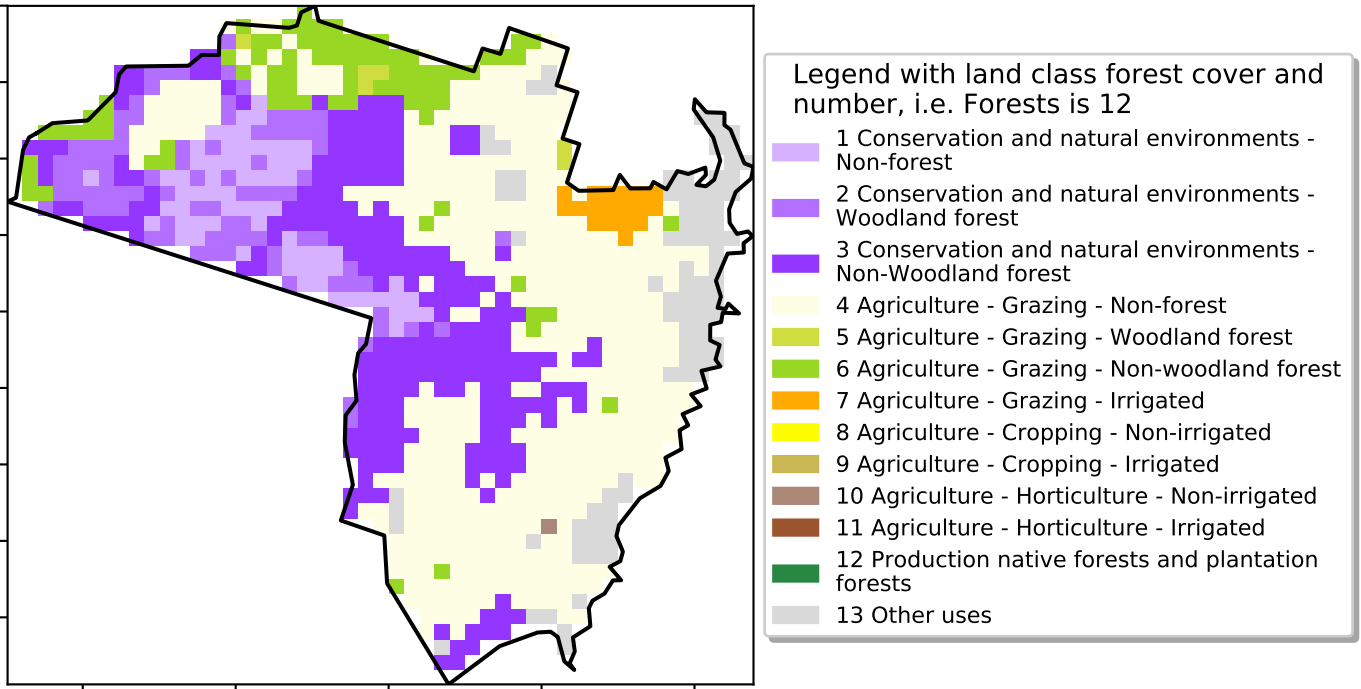 Legend with land class forest cover and
number, i.e. Forests is 12
1 Conservation and natural environments -
Non-forest
2 Conservation and natural environments -
Woodland forest
3 Conservation and natural environments -
Non-Woodland forest
4 Agriculture - Grazing - Non-forest
5 Agriculture - Grazing - Woodland forest
6 Agriculture - Grazing - Non-woodland forest
7 Agriculture - Grazing - Irrigated
8 Agriculture - Cropping - Non-irrigated
9 Agriculture - Cropping - Irrigated
10 Agriculture - Horticulture - Non-irrigated
11 Agriculture - Horticulture - Irrigated
12 Production native forests and plantation
forests
13 Other uses